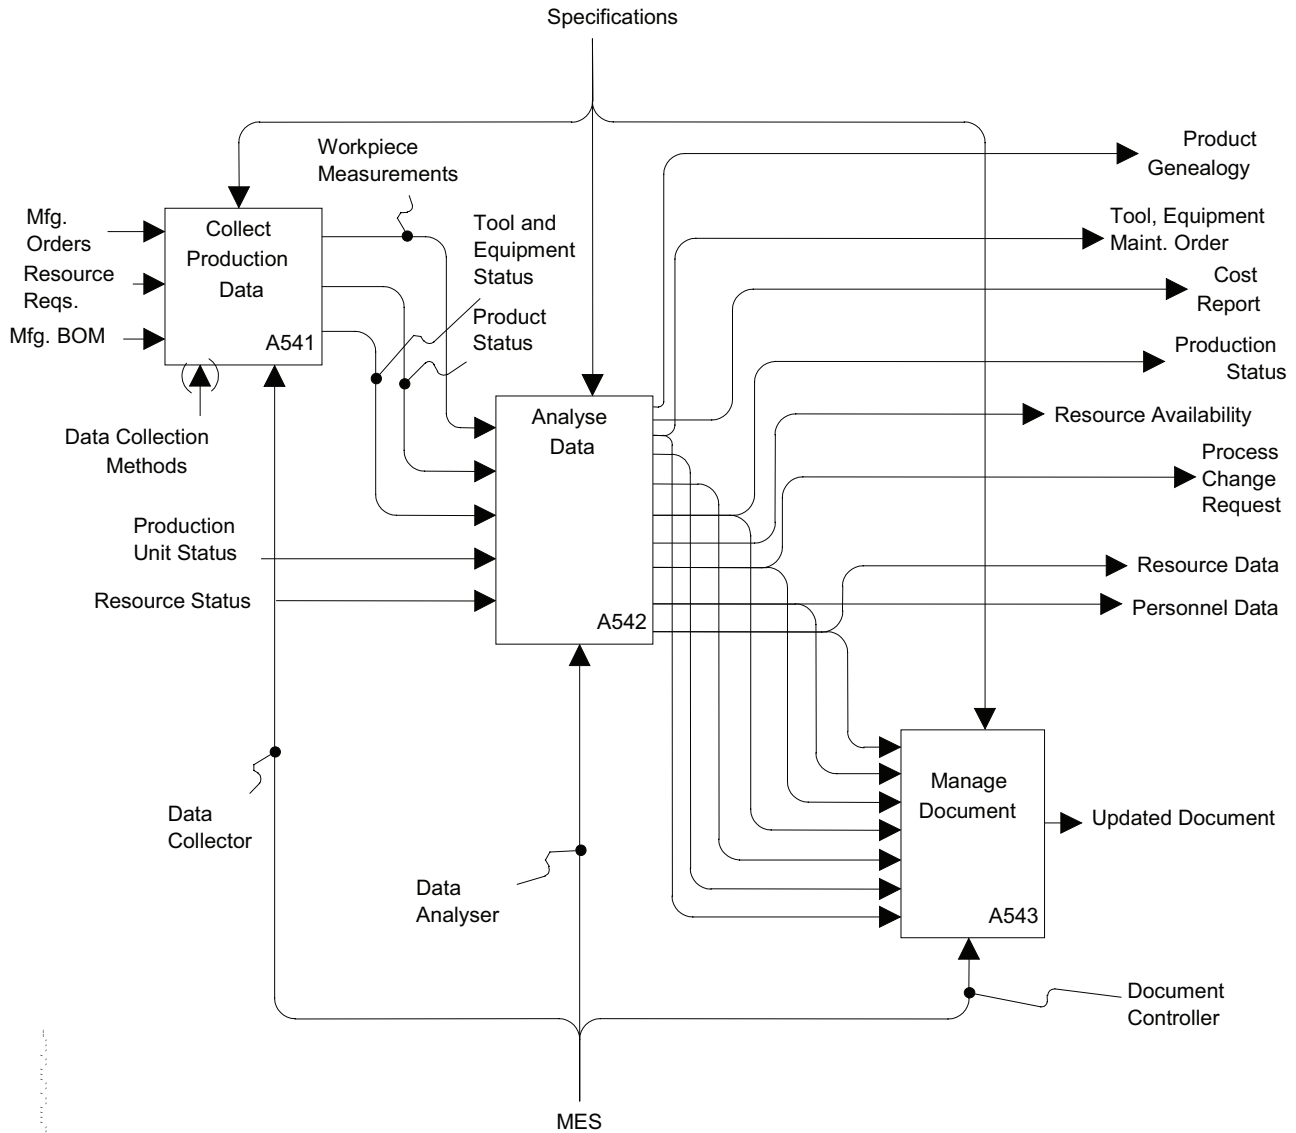 Specifications
Workpiece
Measurements
Product
Genealogy
Mfg.
Orders
Collect
Production
Data
Tool and
Equipment
Status
Tool, Equipment
Maint. Order
Resource
Reqs.
Cost
Report
Mfg. BOM
A541
Product
Status
Production
Status
Data Collection
Methods
Analyse
Data
Resource Availability
Process
Change
Request
Production
Unit Status
Resource Status
A542
Resource Data
Personnel Data
Data
Collector
Manage
Document
Updated Document
Data
Analyser
A543
Document
Controller
MES